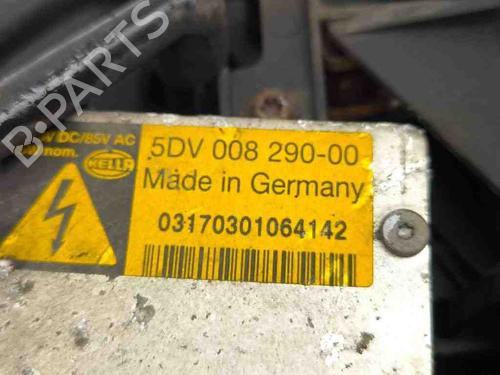 V DC/85V AC
nom.
HELLA
5DV 008 290-00
Made in Germany
03170301064142
B-PARTS